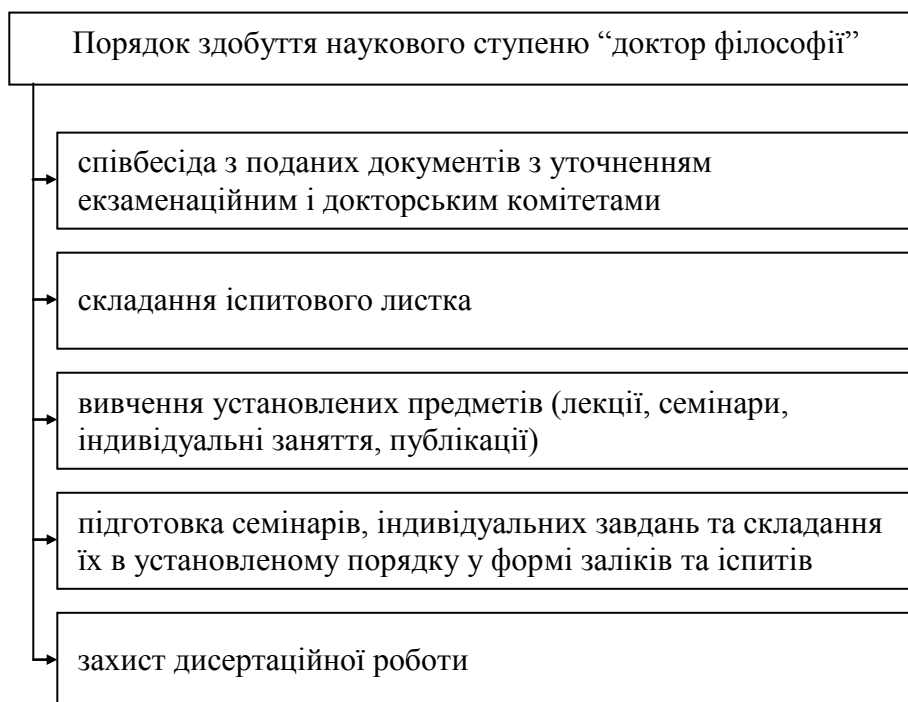 Порядок здобуття наукового ступеню “доктор філософії”
співбесіда з поданих документів з уточненням
екзаменаційним і докторським комітетами
складання іспитового листка
вивчення установлених предметів (лекції, семінари,
індивідуальні заняття, публікації)
підготовка семінарів, індивідуальних завдань та складання
їх в установленому порядку у формі заліків та іспитів
захист дисертаційної роботи